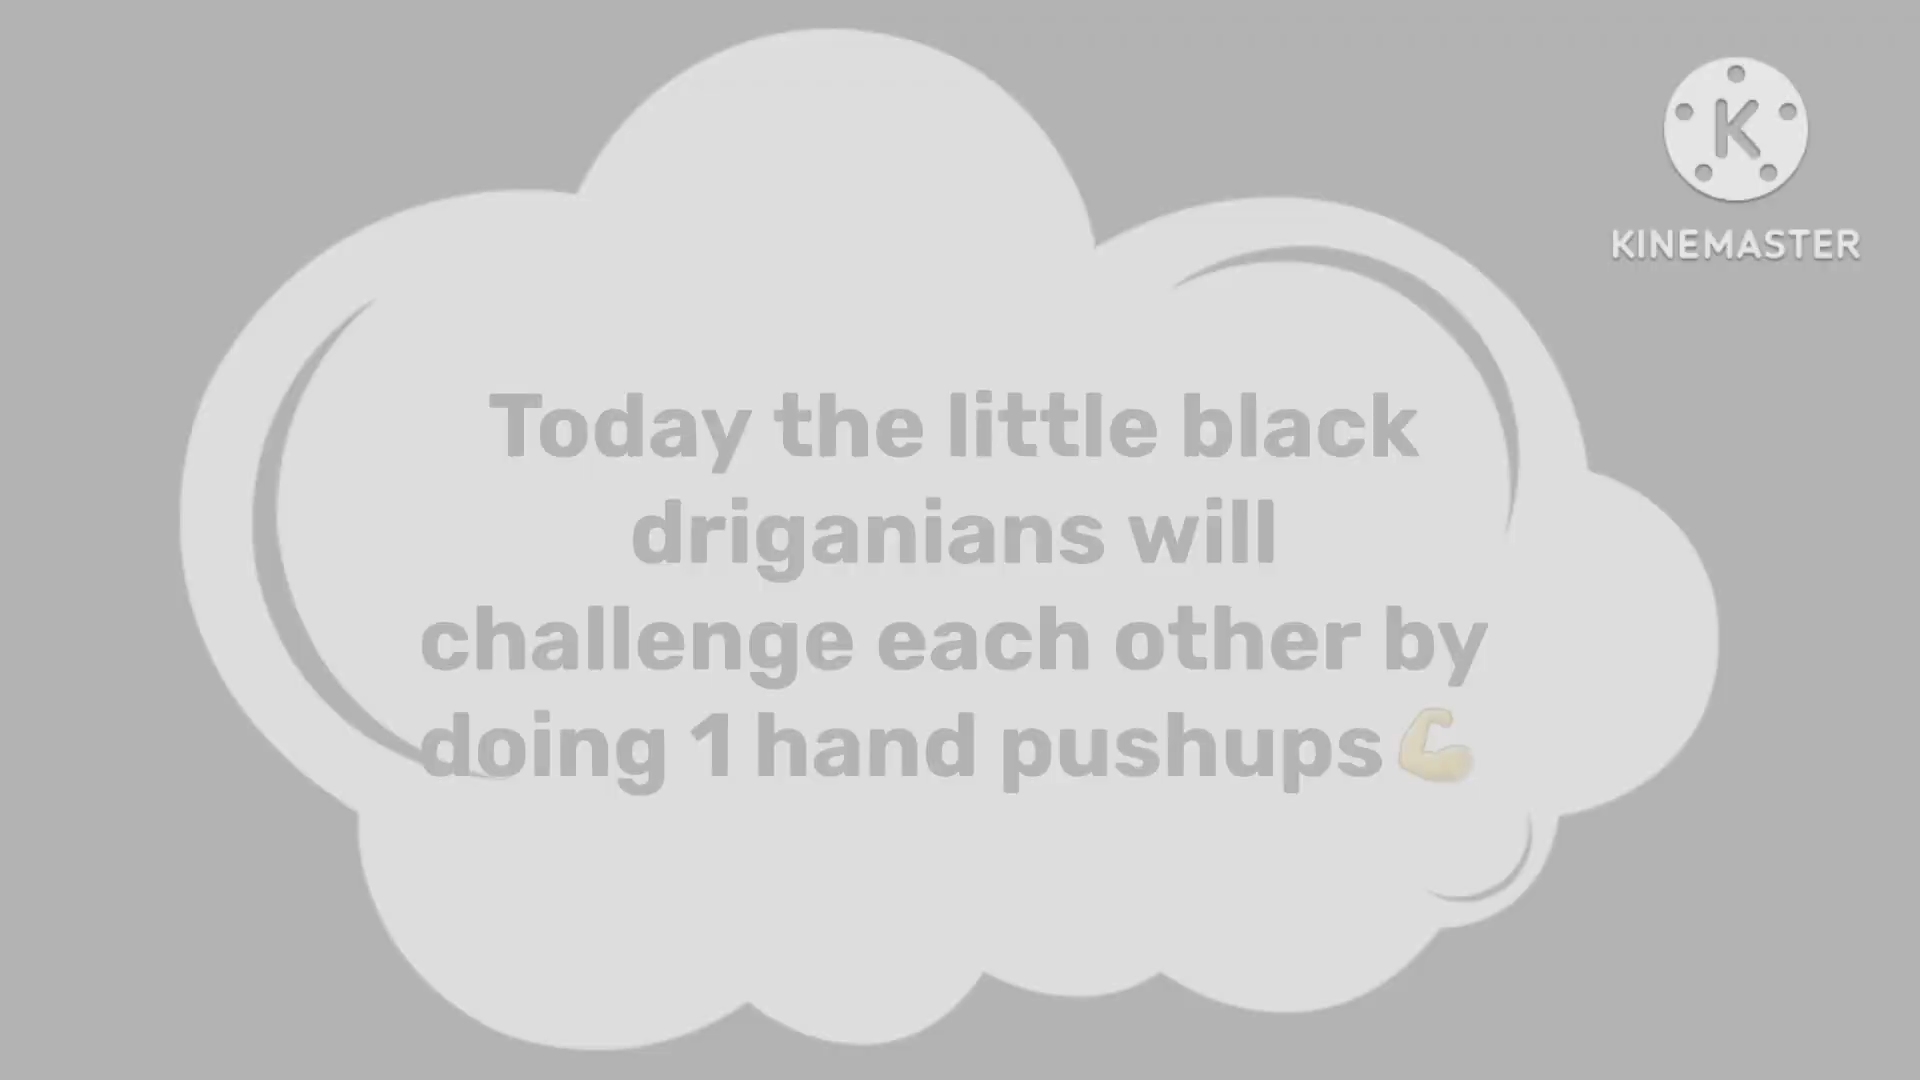 K
KINEMASTER
Today the little black
driganians will
challenge each other by
doing 1 hand pushups💪